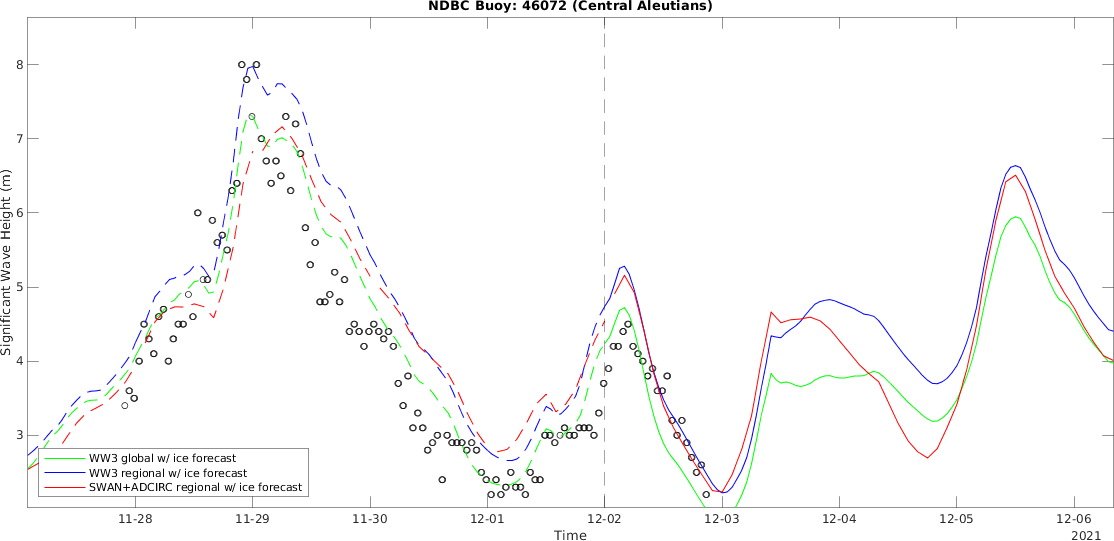 NDBC Buoy: 46072 (Central Aleutians)
Significant Wave Height (m)
8
7
6
5
4
3
WW3 global w/ ice forecast
WW3 regional w/ ice forecast
SWAN+ADCIRC regional w/ ice forecast
11-28 11-29 11-30 12-01 12-02 12-03 12-04 12-05 12-06
Time
2021